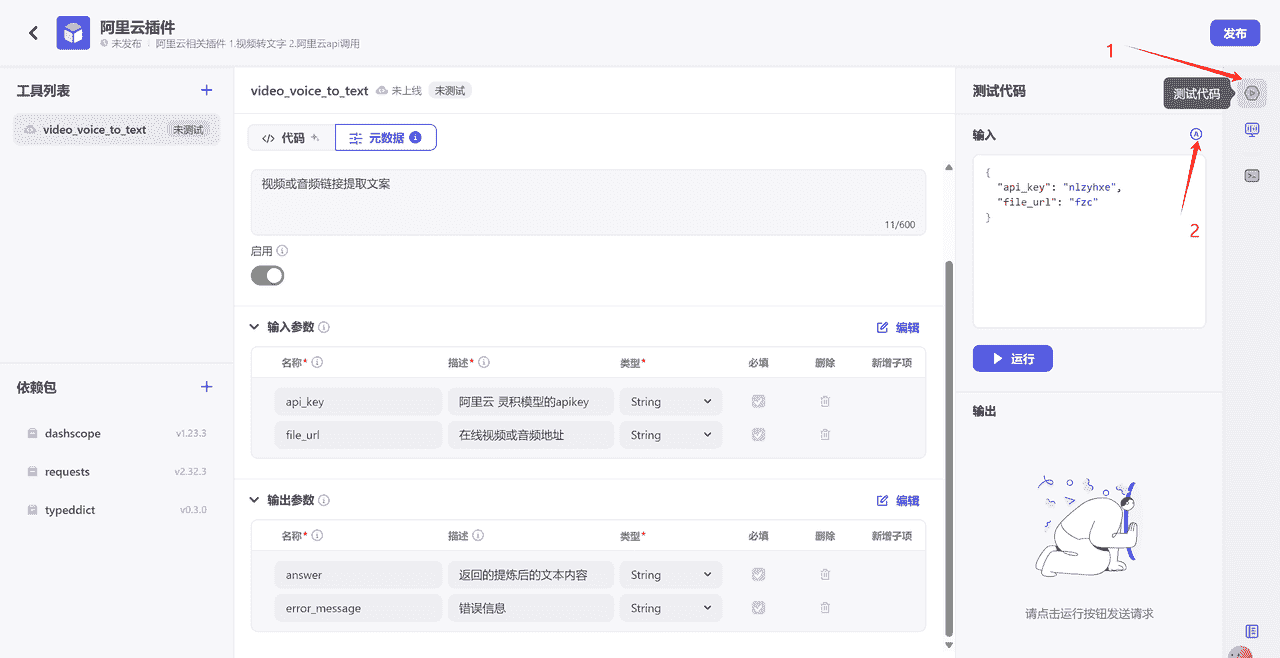 阿里云插件
未发布 阿里云相关插件 1.视频转文字 2.阿里云api调用
发布
1
工具列表
video_voice_to_text 未测试
依赖包
dashscope v1.23.3
requests v2.32.3
typeddict v0.3.0
video_voice_to_text 未上线 未测试
代码 元数据
视频或音频链接提取文案
11/600
启用
输入参数 编辑
名称* 描述* 类型* 必填 删除 新增子项
api_key 阿里云 灵积模型的apikey String
file_url 在线视频或音频地址 String
输出参数 编辑
名称* 描述 类型* 必填 删除 新增子项
answer 返回的提炼后的文本内容 String
error_message 错误信息 String
测试代码 测试代码
输入 A
{
"api_key": "nlzyhxe",
"file_url": "fzc"
}
2
运行
输出
请点击运行按钮发送请求